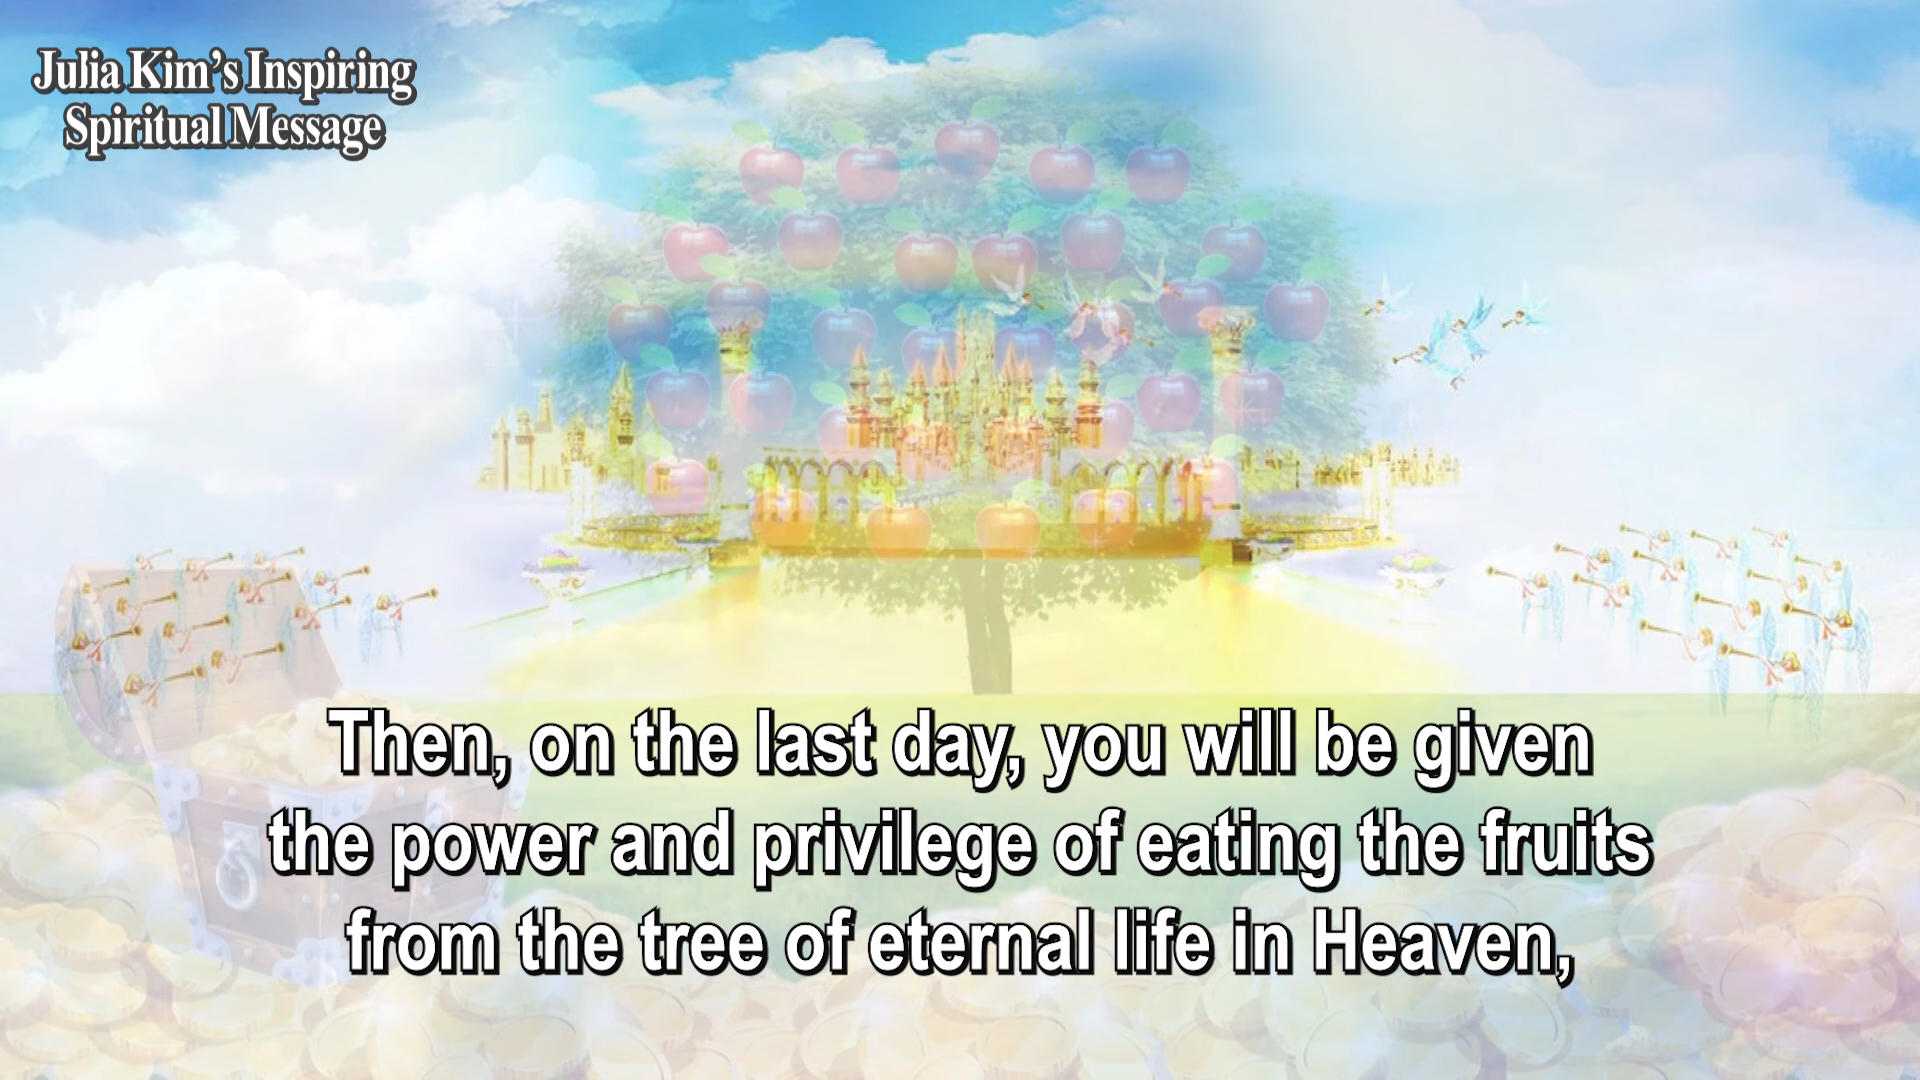 Julia Kim's Inspiring
Spiritual Message
Then, on the last day, you will be given
the power and privilege of eating the fruits
from the tree of eternal life in Heaven,